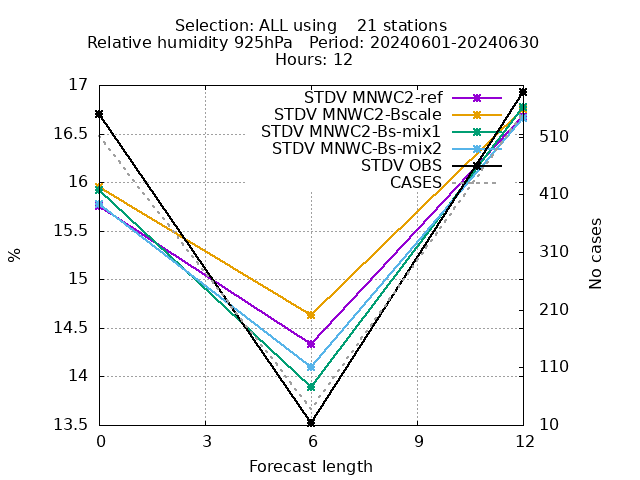 Selection: ALL using    21 stations
Relative humidity 925hPa   Period: 20240601-20240630
Hours: 12
STDV MNWC2-ref
STDV MNWC2-Bscale
STDV MNWC2-Bs-mix1
STDV MNWC-Bs-mix2
STDV OBS
CASES
17
16.5
16
15.5
15
14.5
14
13.5
%
510
410
310
210
110
10
No cases
0
3
6
9
12
Forecast length